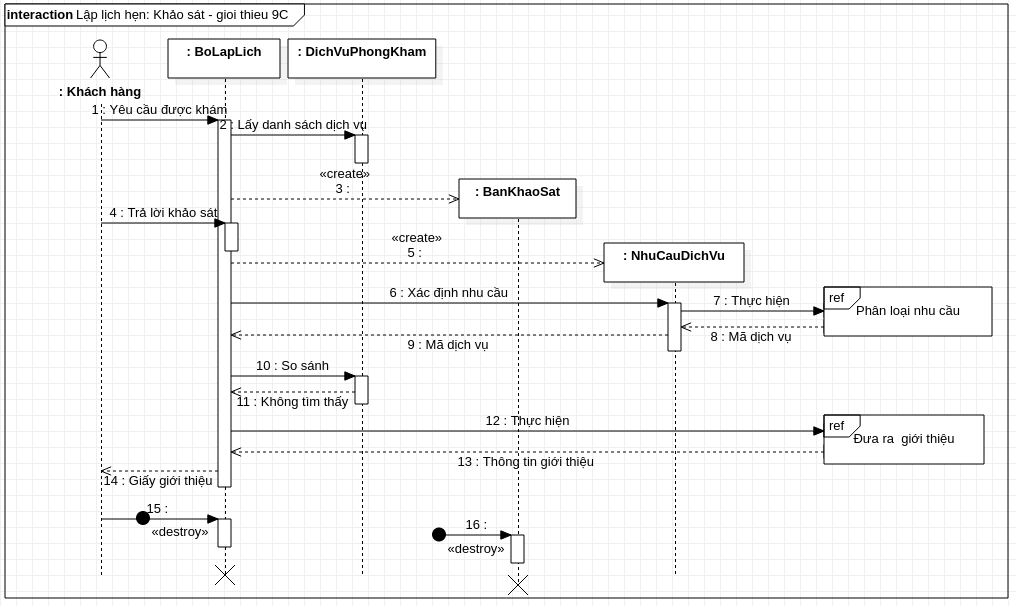 interaction Lập lịch hẹn: Khảo sát - gioi thieu 9C
: BoLapLich
: DichVuPhongKham
: Khách hàng
1 : Yêu cầu được khám
2 : Lấy danh sách dịch vụ
«create»
3 :
: BanKhaoSat
4 : Trả lời khảo sát
«create»
5 :
: NhuCauDichVu
6 : Xác định nhu cầu
7 : Thực hiện
ref
Phân loại nhu cầu
8 : Mã dịch vụ
9 : Mã dịch vụ
10 : So sánh
11 : Không tìm thấy
12 : Thực hiện
ref
Đưa ra  giới thiệu
13 : Thông tin giới thiệu
14 : Giấy giới thiệu
15 :
«destroy»
16 :
«destroy»